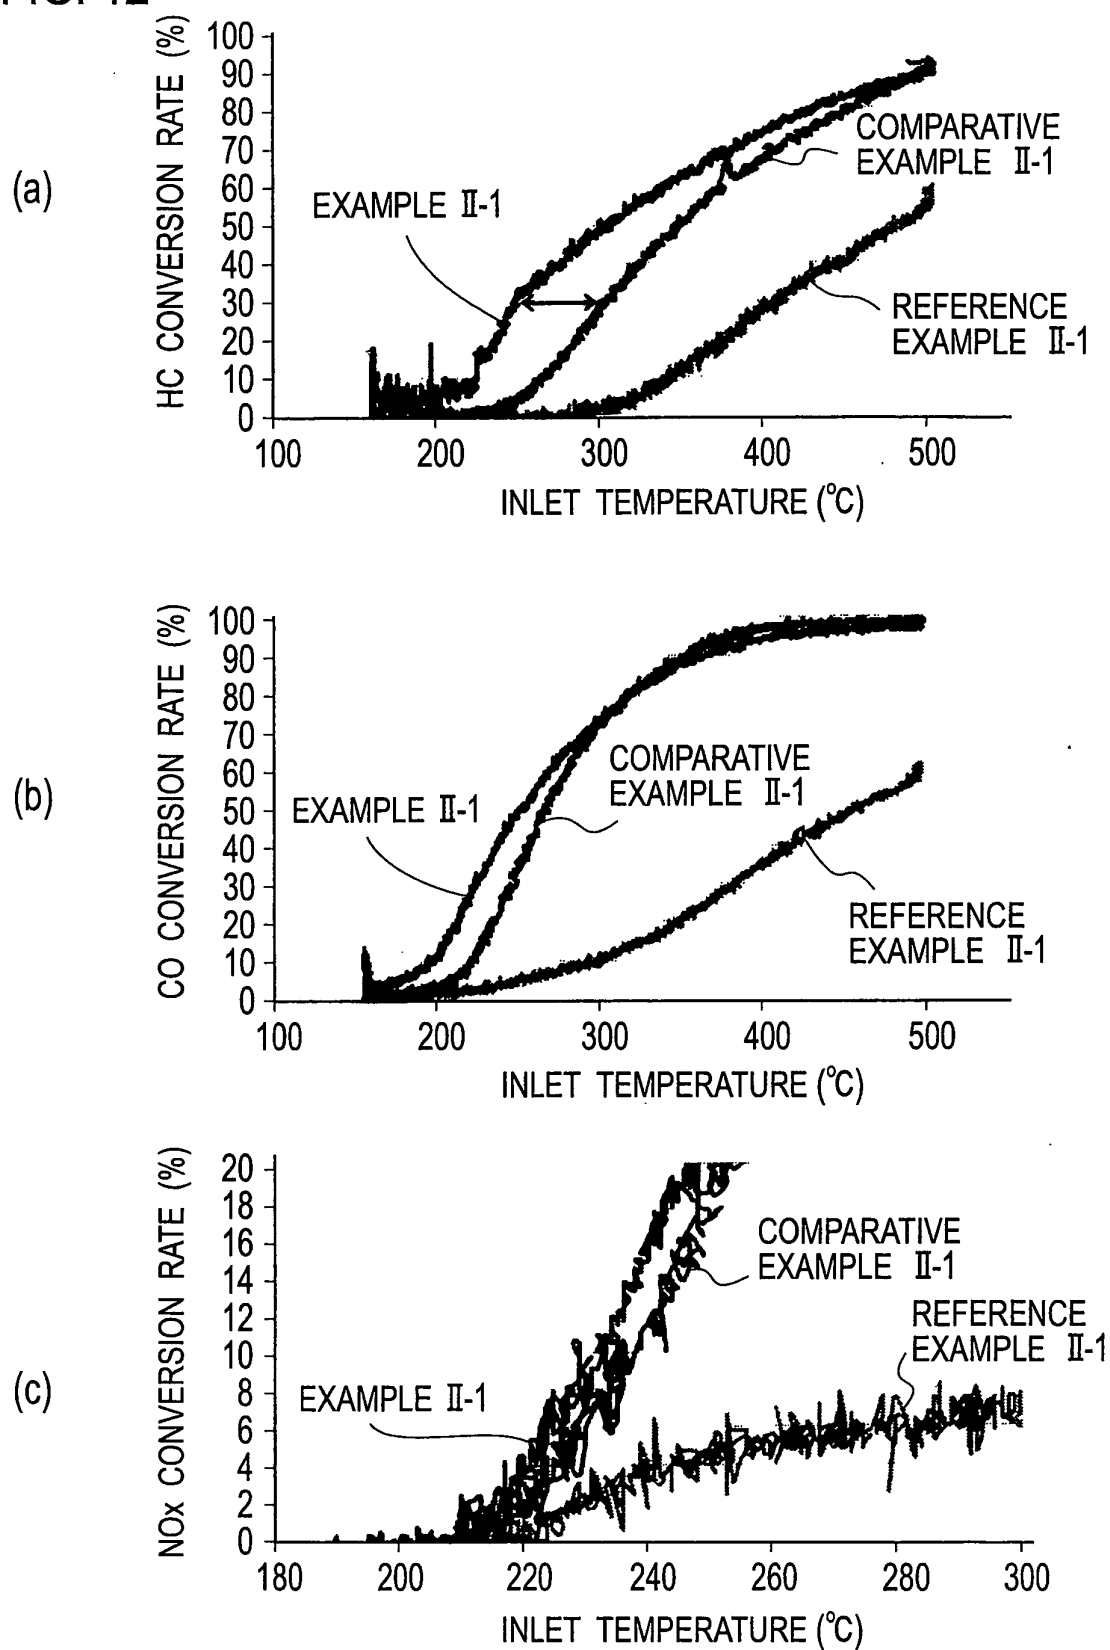 FIG. 12
(a)
HC CONVERSION RATE (%)
100
90
80
70
60
50
40
30
20
10
0
EXAMPLE Ⅱ-1
COMPARATIVE
EXAMPLE Ⅱ-1
REFERENCE
EXAMPLE Ⅱ-1
100 200 300 400 500
INLET TEMPERATURE (°C)
(b)
CO CONVERSION RATE (%)
100
90
80
70
60
50
40
30
20
10
0
COMPARATIVE
EXAMPLE Ⅱ-1
EXAMPLE Ⅱ-1
REFERENCE
EXAMPLE Ⅱ-1
100 200 300 400 500
INLET TEMPERATURE (°C)
(c)
NOx CONVERSION RATE (%)
20
18
16
14
12
10
8
6
4
2
0
COMPARATIVE
EXAMPLE Ⅱ-1
REFERENCE
EXAMPLE Ⅱ-1
EXAMPLE Ⅱ-1
180 200 220 240 260 280 300
INLET TEMPERATURE (°C)